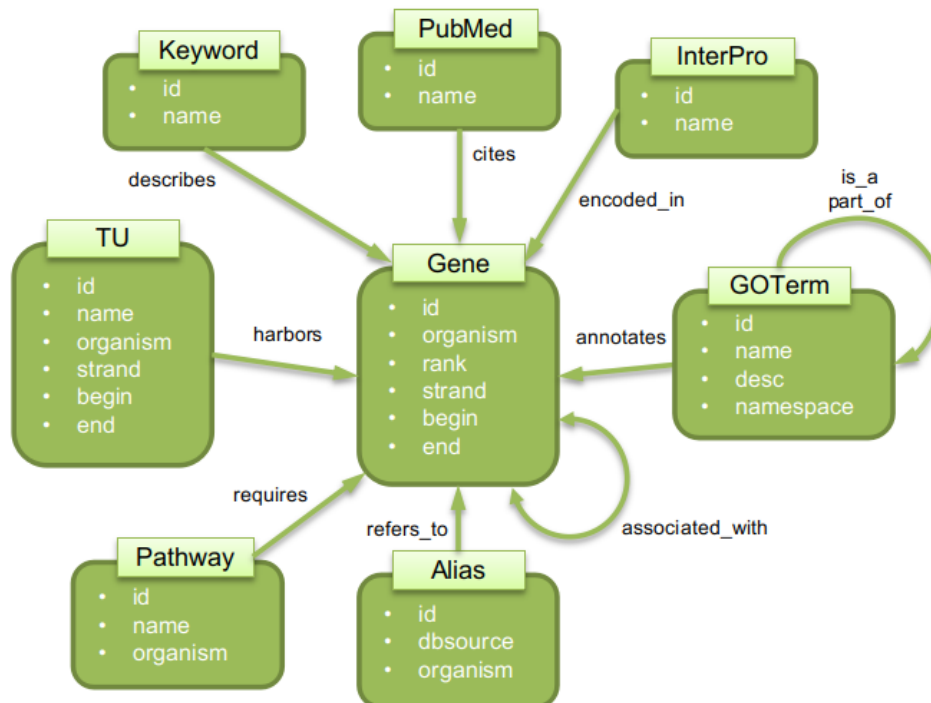 Keyword
• id
• name
PubMed
• id
• name
InterPro
• id
• name
describes
cites
encoded_in
is_a
part_of
TU
• id
• name
• organism
• strand
• begin
• end
harbors
Gene
• id
• organism
• rank
• strand
• begin
• end
annotates
GOTerm
• id
• name
• desc
• namespace
requires
refers_to
associated_with
Pathway
• id
• name
• organism
Alias
• id
• dbsource
• organism